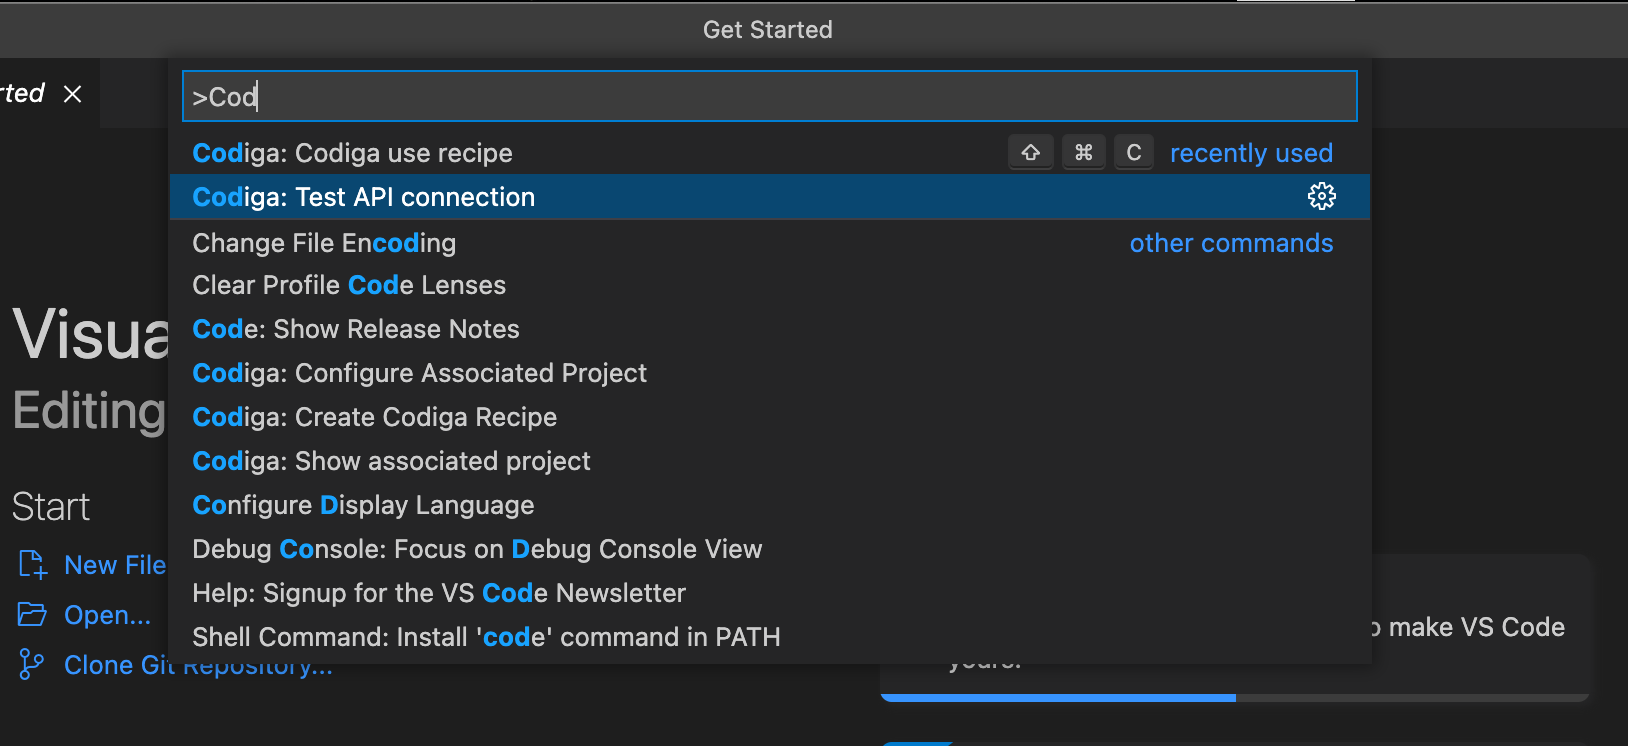 Get Started
rted
>Cod
Codiga: Codiga use recipe ⇧ ⌘ C recently used
Codiga: Test API connection
Change File Encoding other commands
Clear Profile Code Lenses
Code: Show Release Notes
Codiga: Configure Associated Project
Codiga: Create Codiga Recipe
Codiga: Show associated project
Configure Display Language
Debug Console: Focus on Debug Console View
Help: Signup for the VS Code Newsletter
Shell Command: Install 'code' command in PATH
Visua
Editing
Start
New File
Open...
Clone Git Repository...
o make VS Code
yours.